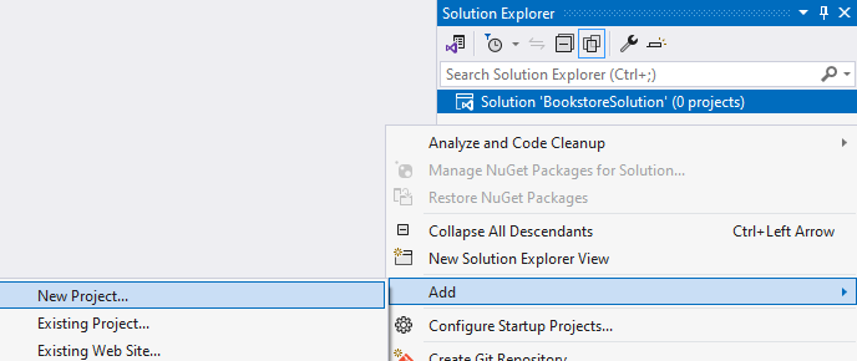 Solution Explorer
Search Solution Explorer (Ctrl+;)
Solution 'BookstoreSolution' (0 projects)
Analyze and Code Cleanup
Manage NuGet Packages for Solution...
Restore NuGet Packages
Collapse All Descendants Ctrl+Left Arrow
New Solution Explorer View
Add
New Project...
Existing Project...
Existing Web Site...
Configure Startup Projects...
Create Git Repository